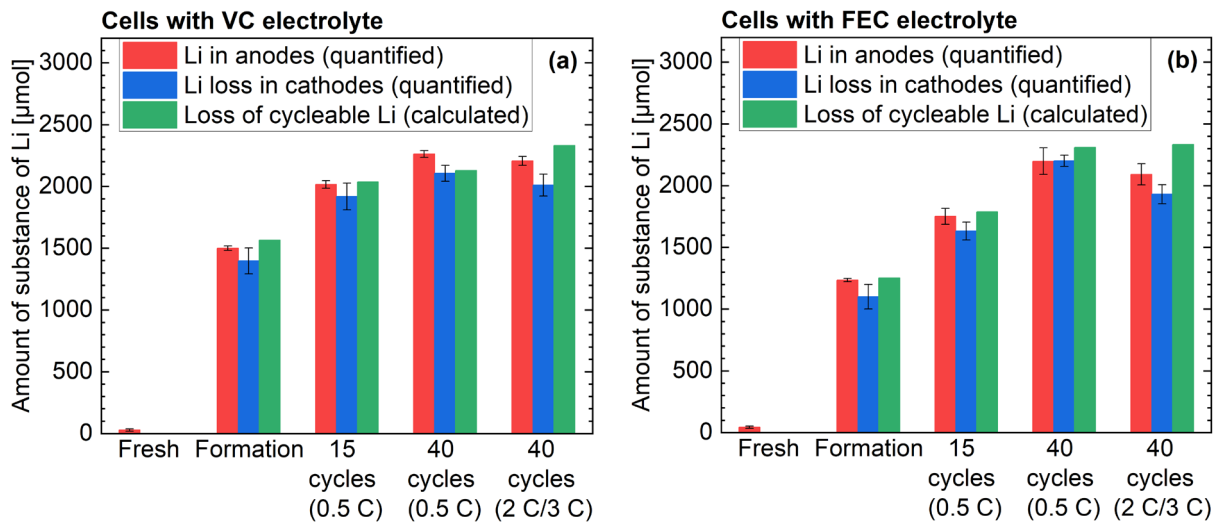 Cells with VC electrolyte
(a)
Li in anodes (quantified)
Li loss in cathodes (quantified)
Loss of cycleable Li (calculated)
Amount of substance of Li [µmol]
3000
2500
2000
1500
1000
500
0
Fresh
Formation
15
cycles
(0.5 C)
40
cycles
(0.5 C)
40
cycles
(2 C/3 C)
Cells with FEC electrolyte
(b)
Li in anodes (quantified)
Li loss in cathodes (quantified)
Loss of cycleable Li (calculated)
Amount of substance of Li [µmol]
3000
2500
2000
1500
1000
500
0
Fresh
Formation
15
cycles
(0.5 C)
40
cycles
(0.5 C)
40
cycles
(2 C/3 C)